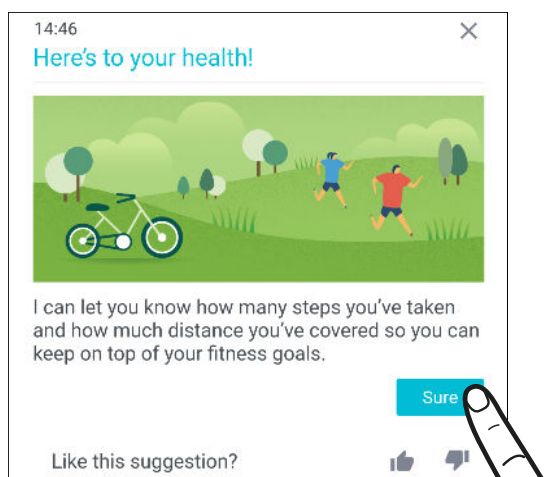 14:46
Here's to your health!
I can let you know how many steps you've taken
and how much distance you've covered so you can
keep on top of your fitness goals.
Sure
Like this suggestion?